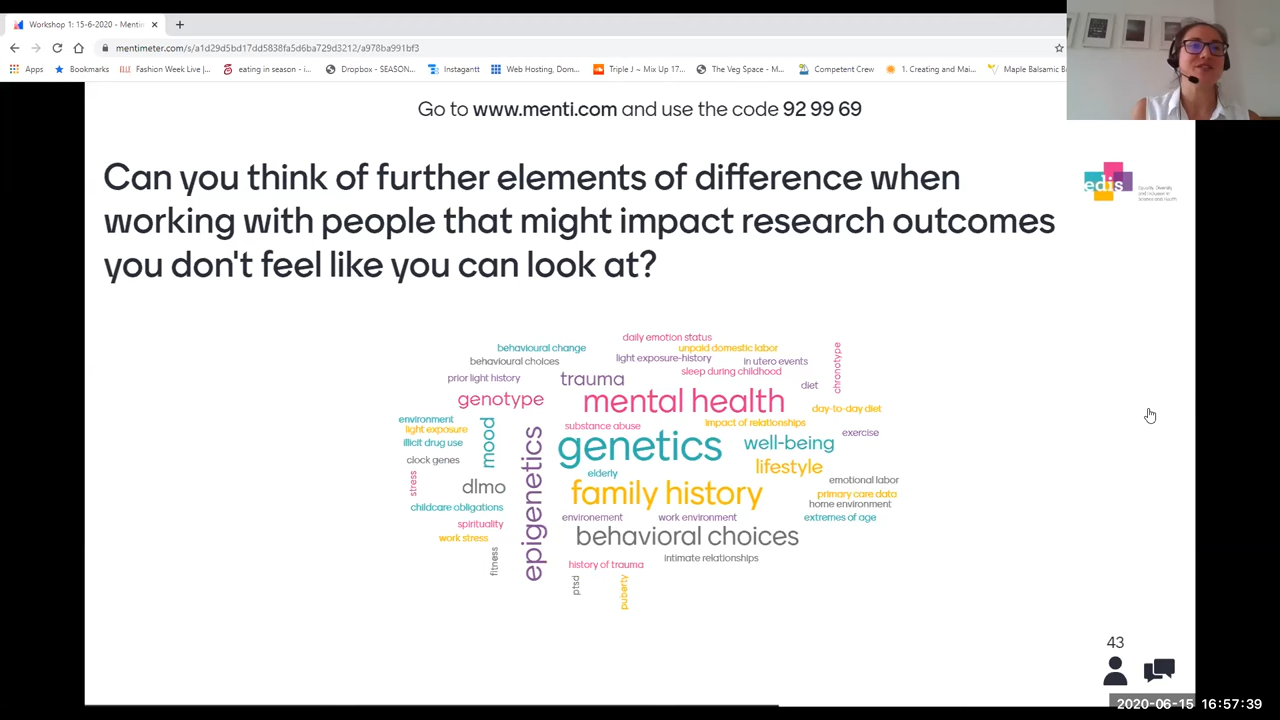 Workshop 1: 15-6-2020 - Menti
mentimeter.com/s/a1d29d5bd17dd5838fa5d6ba729d3212/a978ba991bf3
Apps Bookmarks Fashion Week Live |... eating in season - i... Dropbox - SEASON... Instagantt Web Hosting, Dom... Triple J ~ Mix Up 17... The Veg Space - M... Competent Crew 1. Creating and Mai... Maple Balsamic B
Go to www.menti.com and use the code 92 99 69
Can you think of further elements of difference when
working with people that might impact research outcomes
you don't feel like you can look at?
edis
Equality, Diversity
and Inclusion in
Science and Health
daily emotion status
behavioural change
unpaid domestic labor
behavioural choices
light exposure-history
in utero events
chronotype
sleep during childhood
prior light history
trauma
diet
genotype
mental health
day-to-day diet
environment
light exposure
mood
substance abuse
impact of relationships
exercise
illicit drug use
genetics
well-being
clock genes
epigenetics
elderly
lifestyle
stress
dlmo
family history
emotional labor
primary care data
home environment
childcare obligations
environement
work environment
extremes of age
spirituality
work stress
behavioral choices
fitness
history of trauma
intimate relationships
ptsd
puberty
43
2020-06-15 16:57:39